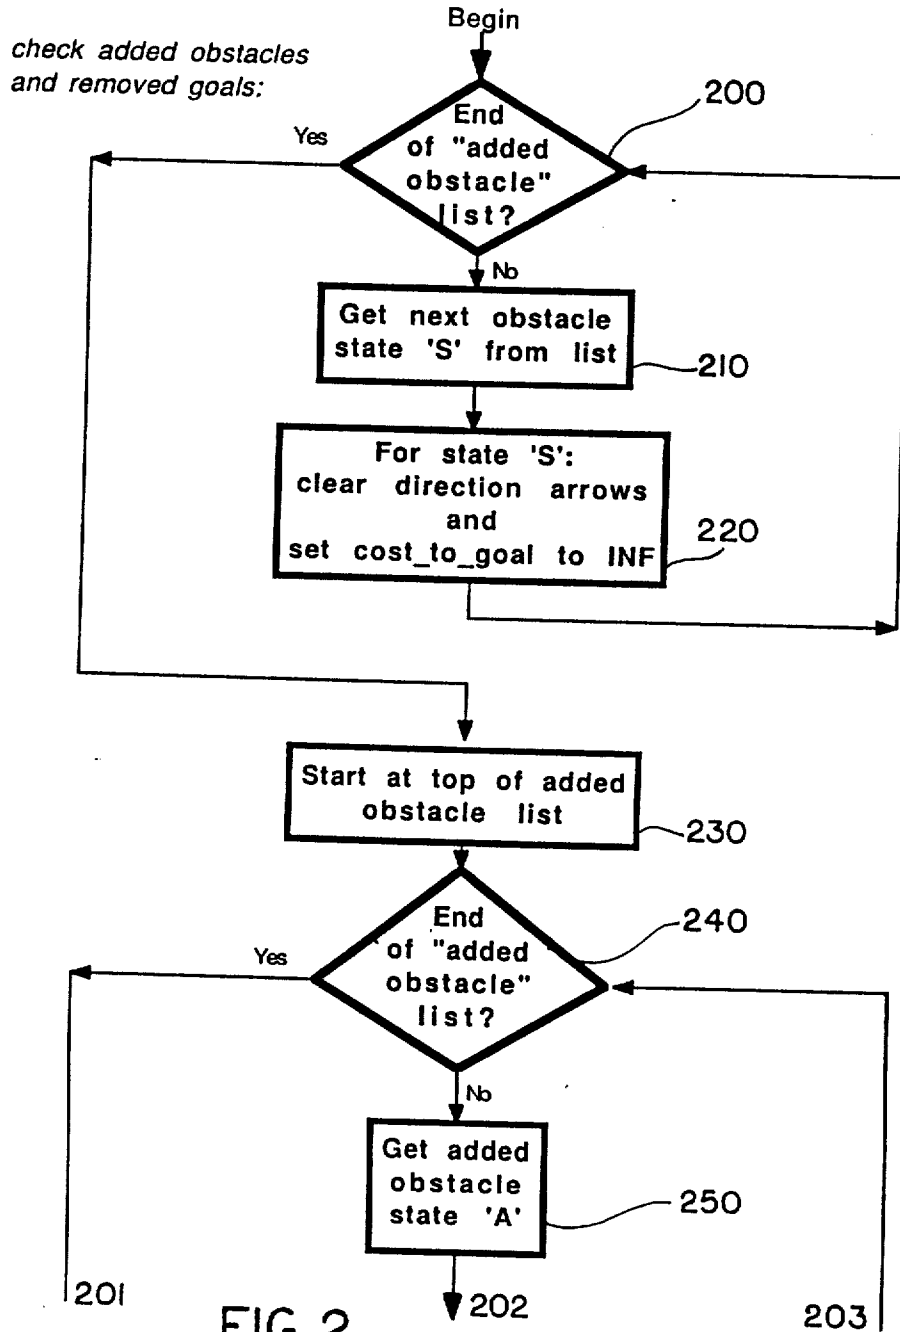 Begin
check added obstacles
and removed goals:
200
End
of "added
obstacle"
list?
Yes
No
Get next obstacle
state 'S' from list
210
For state 'S':
clear direction arrows
and
set cost_to_goal to INF
220
Start at top of added
obstacle list
230
240
End
of "added
obstacle"
list?
Yes
No
Get added
obstacle
state 'A'
250
201
202
203
FIG 2